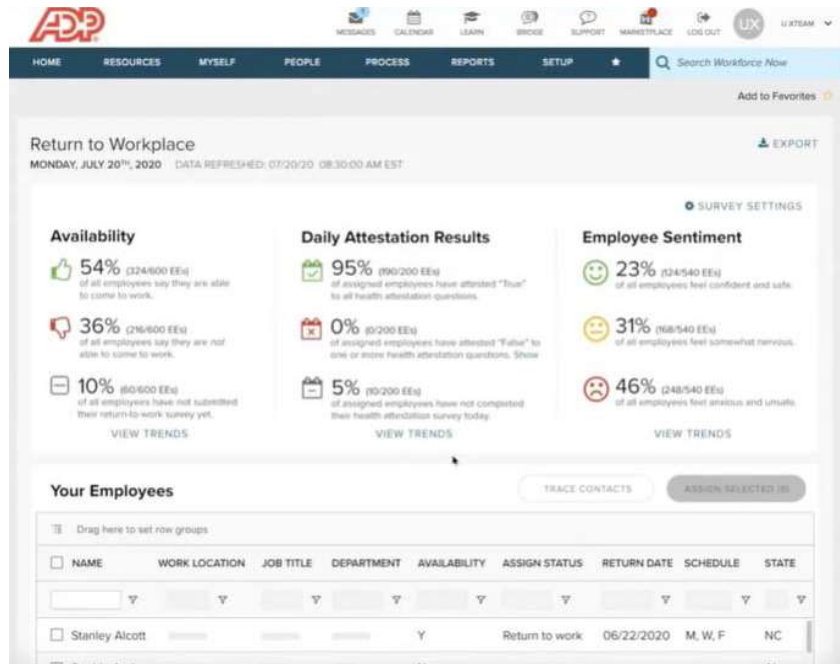 ADP
MESSAGES CALENDAR LEARN BRIDGE SUPPORT MARKETPLACE LOG OUT UX UXTEAM
HOME RESOURCES MYSELF PEOPLE PROCESS REPORTS SETUP Search Workforce Now
Add to Favorites
Return to Workplace
EXPORT
MONDAY, JULY 20TH, 2020 DATA REFRESHED: 07/20/20 08:30:00 AM EST
SURVEY SETTINGS
Availability
54% (324/600 EEs)
of all employees say they are able
to come to work.
36% (216/600 EEs)
of all employees say they are not
able to come to work.
10% (60/600 EEs)
of all employees have not submitted
their return-to-work survey yet.
VIEW TRENDS
Daily Attestation Results
95% (190/200 EEs)
of assigned employees have attested "True"
to all health attestation questions.
0% (0/200 EEs)
of assigned employees have attested "False" to
one or more health attestation questions. Show
5% (10/200 EEs)
of assigned employees have not completed
their health attestation survey today.
VIEW TRENDS
Employee Sentiment
23% (124/540 EEs)
of all employees feel confident and safe.
31% (168/540 EEs)
of all employees feel somewhat nervous.
46% (248/540 EEs)
of all employees feel anxious and unsafe.
VIEW TRENDS
Your Employees
TRACE CONTACTS ASSIGN SELECTED (0)
Drag here to set row groups
NAME WORK LOCATION JOB TITLE DEPARTMENT AVAILABILITY ASSIGN STATUS RETURN DATE SCHEDULE STATE
Stanley Alcott Y Return to work 06/22/2020 M, W, F NC